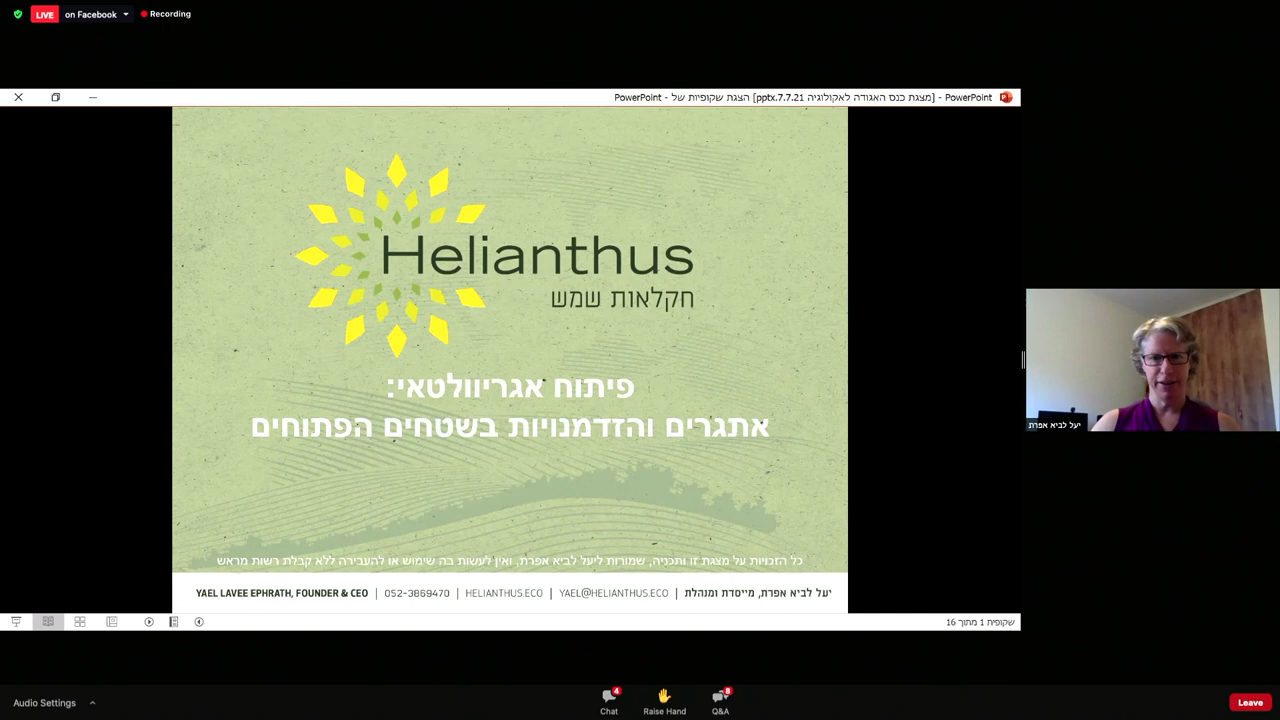 LIVE on Facebook Recording
PowerPoint - [מצגת כנס האגודה לאקולוגיה 7.7.21.pptx] הצגת שקופיות של - PowerPoint
Helianthus
חקלאות שמש
פיתוח אגריוולטאי:
אתגרים והזדמנויות בשטחים הפתוחים
כל הזכויות על מצגת זו ותכניה, שמורות ליעל לביא אפרת, ואין לעשות בה שימוש או להעבירה ללא קבלת רשות מראש
YAEL LAVEE EPHRATH, FOUNDER & CEO | 052-3869470 | HELIANTHUS.ECO | YAEL@HELIANTHUS.ECO | יעל לביא אפרת, מייסדת ומנהלת
שקופית 1 מתוך 16
יעל לביא אפרת
Audio Settings
4
Chat
Raise Hand
8
Q&A
Leave